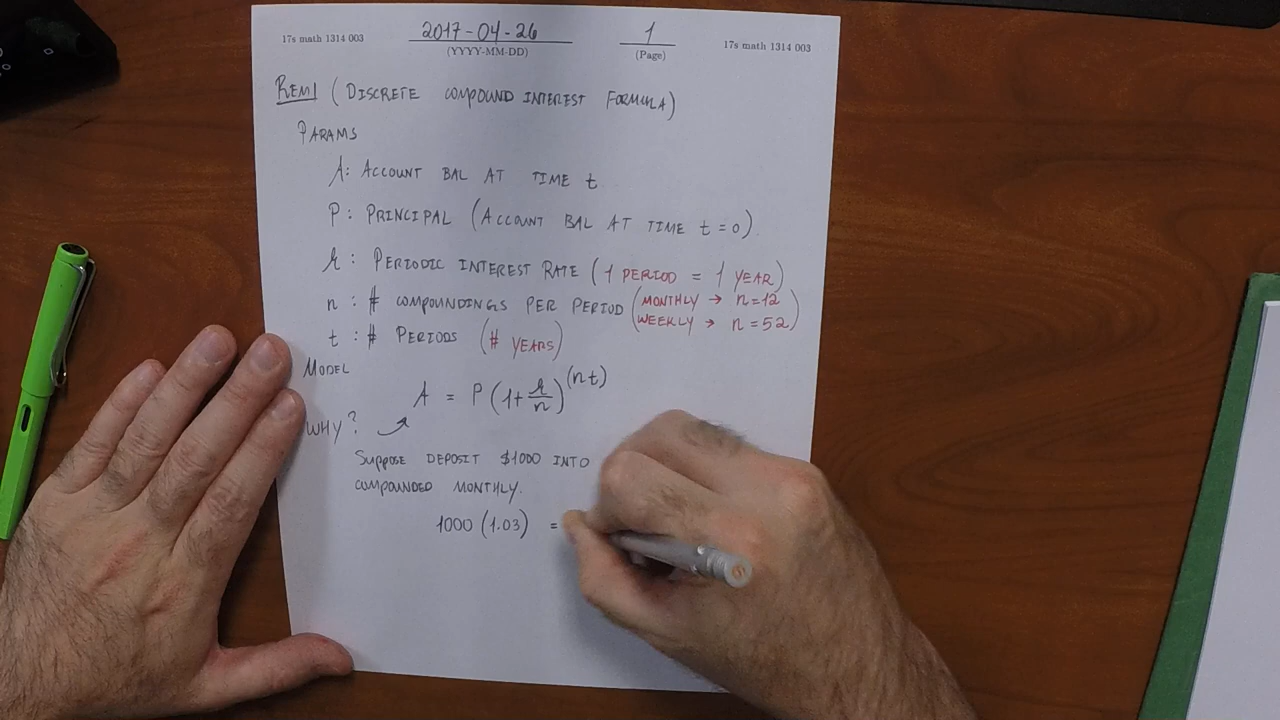 17s math 1314 003 2017-04-26 1 17s math 1314 003
(YYYY-MM-DD) (Page)
REM1 (DISCRETE COMPOUND INTEREST FORMULA)
PARAMS
A: ACCOUNT BAL AT TIME t
P: PRINCIPAL (ACCOUNT BAL AT TIME t=0).
r: PERIODIC INTEREST RATE (1 PERIOD = 1 YEAR)
n: # COMPOUNDINGS PER PERIOD (MONTHLY → n=12
WEEKLY → n=52)
t: # PERIODS (# YEARS)
MODEL
A = P(1+r/n)^(nt)
WHY?
SUPPOSE DEPOSIT $1000 INTO
COMPOUNDED MONTHLY.
1000 (1.03) =